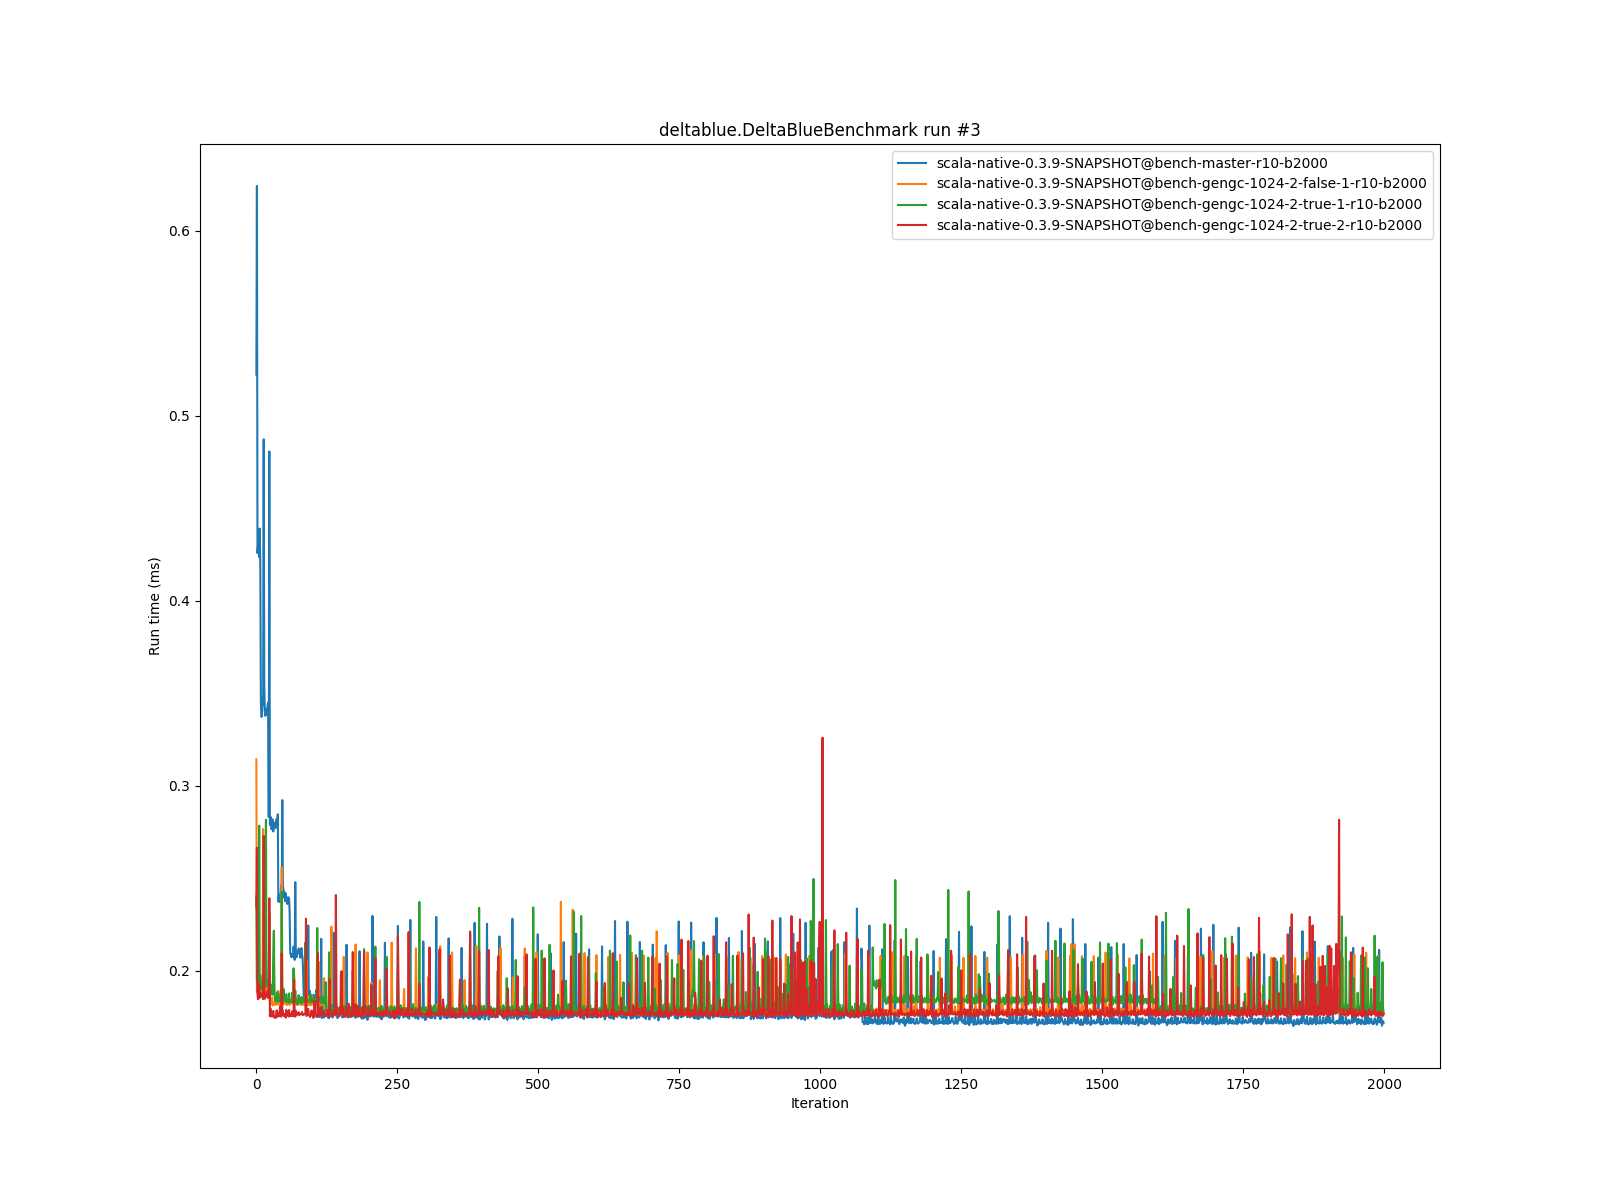 deltablue.DeltaBlueBenchmark run #3
scala-native-0.3.9-SNAPSHOT@bench-master-r10-b2000
scala-native-0.3.9-SNAPSHOT@bench-gengc-1024-2-false-1-r10-b2000
scala-native-0.3.9-SNAPSHOT@bench-gengc-1024-2-true-1-r10-b2000
scala-native-0.3.9-SNAPSHOT@bench-gengc-1024-2-true-2-r10-b2000
0.6
0.5
0.4
0.3
0.2
Run time (ms)
0 250 500 750 1000 1250 1500 1750 2000
Iteration